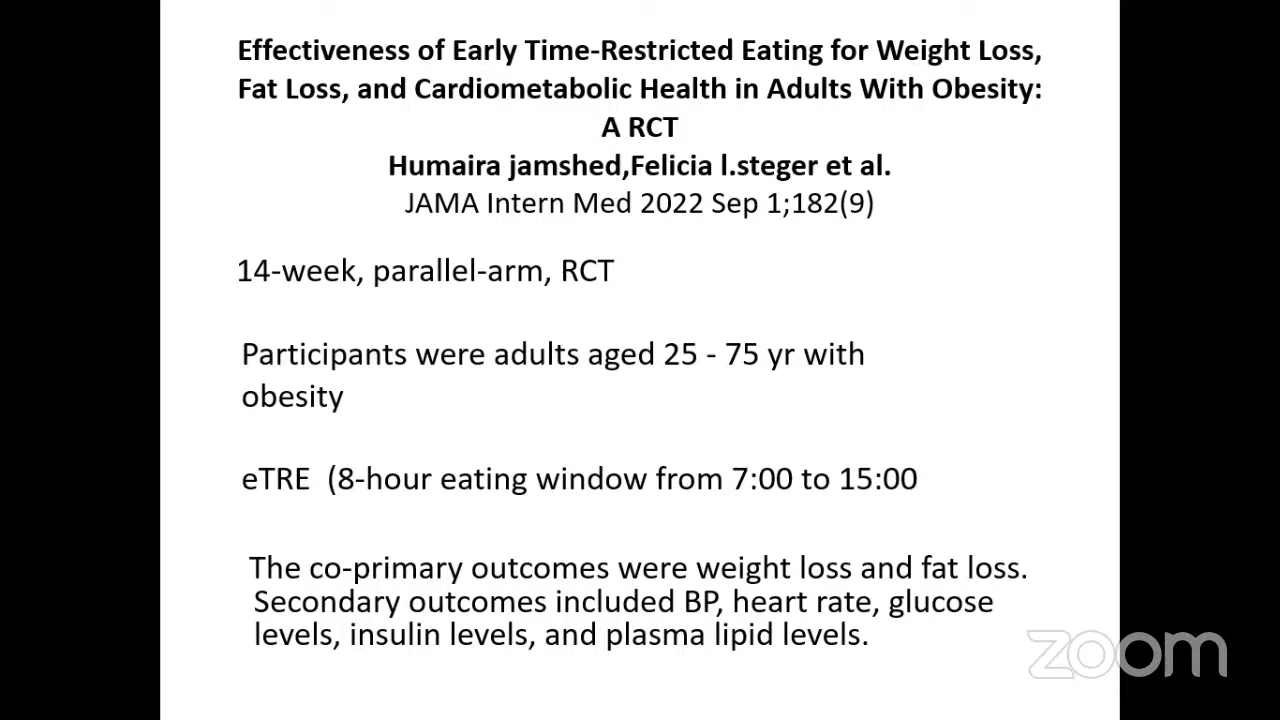 Effectiveness of Early Time-Restricted Eating for Weight Loss,
Fat Loss, and Cardiometabolic Health in Adults With Obesity:
A RCT
Humaira jamshed,Felicia l.steger et al.
JAMA Intern Med 2022 Sep 1;182(9)
14-week, parallel-arm, RCT
Participants were adults aged 25 - 75 yr with
obesity
eTRE (8-hour eating window from 7:00 to 15:00
The co-primary outcomes were weight loss and fat loss.
Secondary outcomes included BP, heart rate, glucose
levels, insulin levels, and plasma lipid levels.
zoom